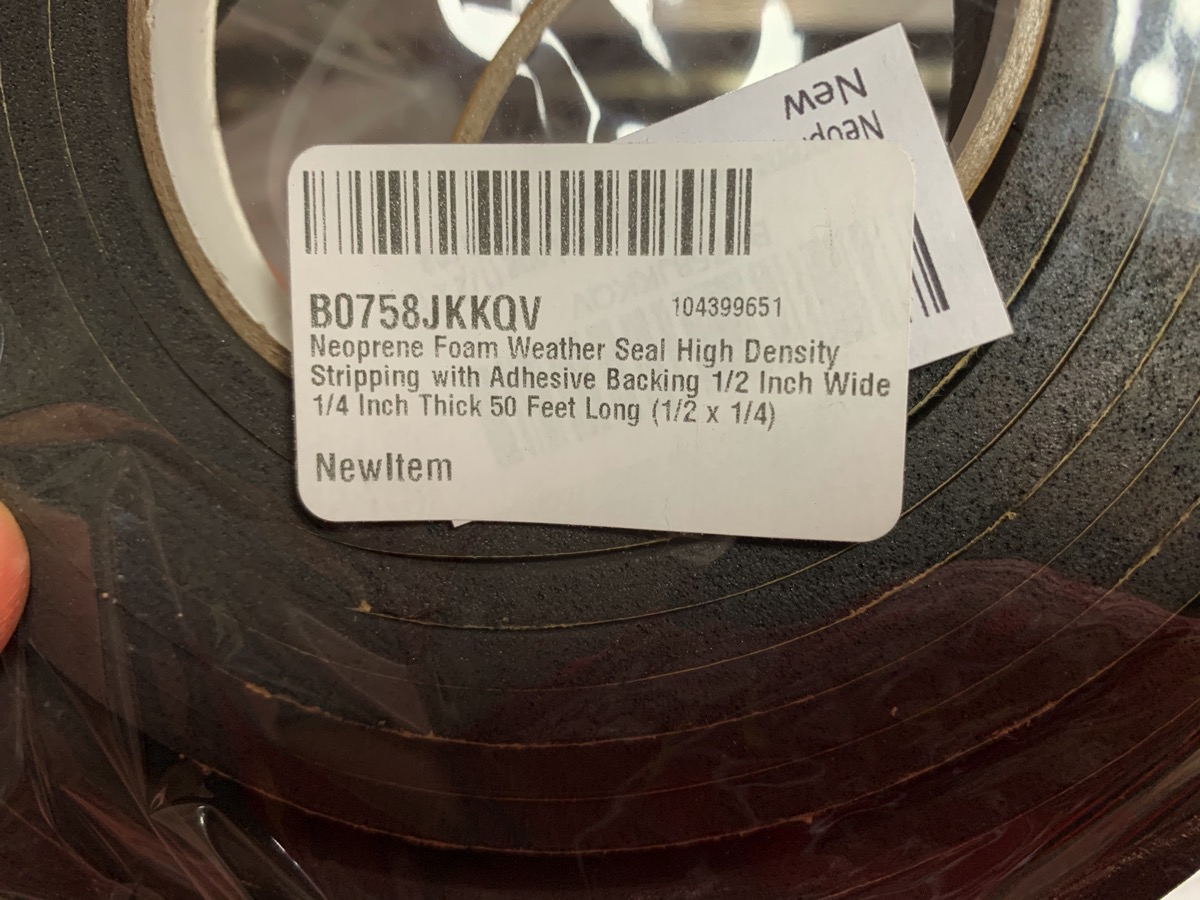 New
Neopr
B0758JKKQV 104399651
Neoprene Foam Weather Seal High Density
Stripping with Adhesive Backing 1/2 Inch Wide
1/4 Inch Thick 50 Feet Long (1/2 x 1/4)
NewItem